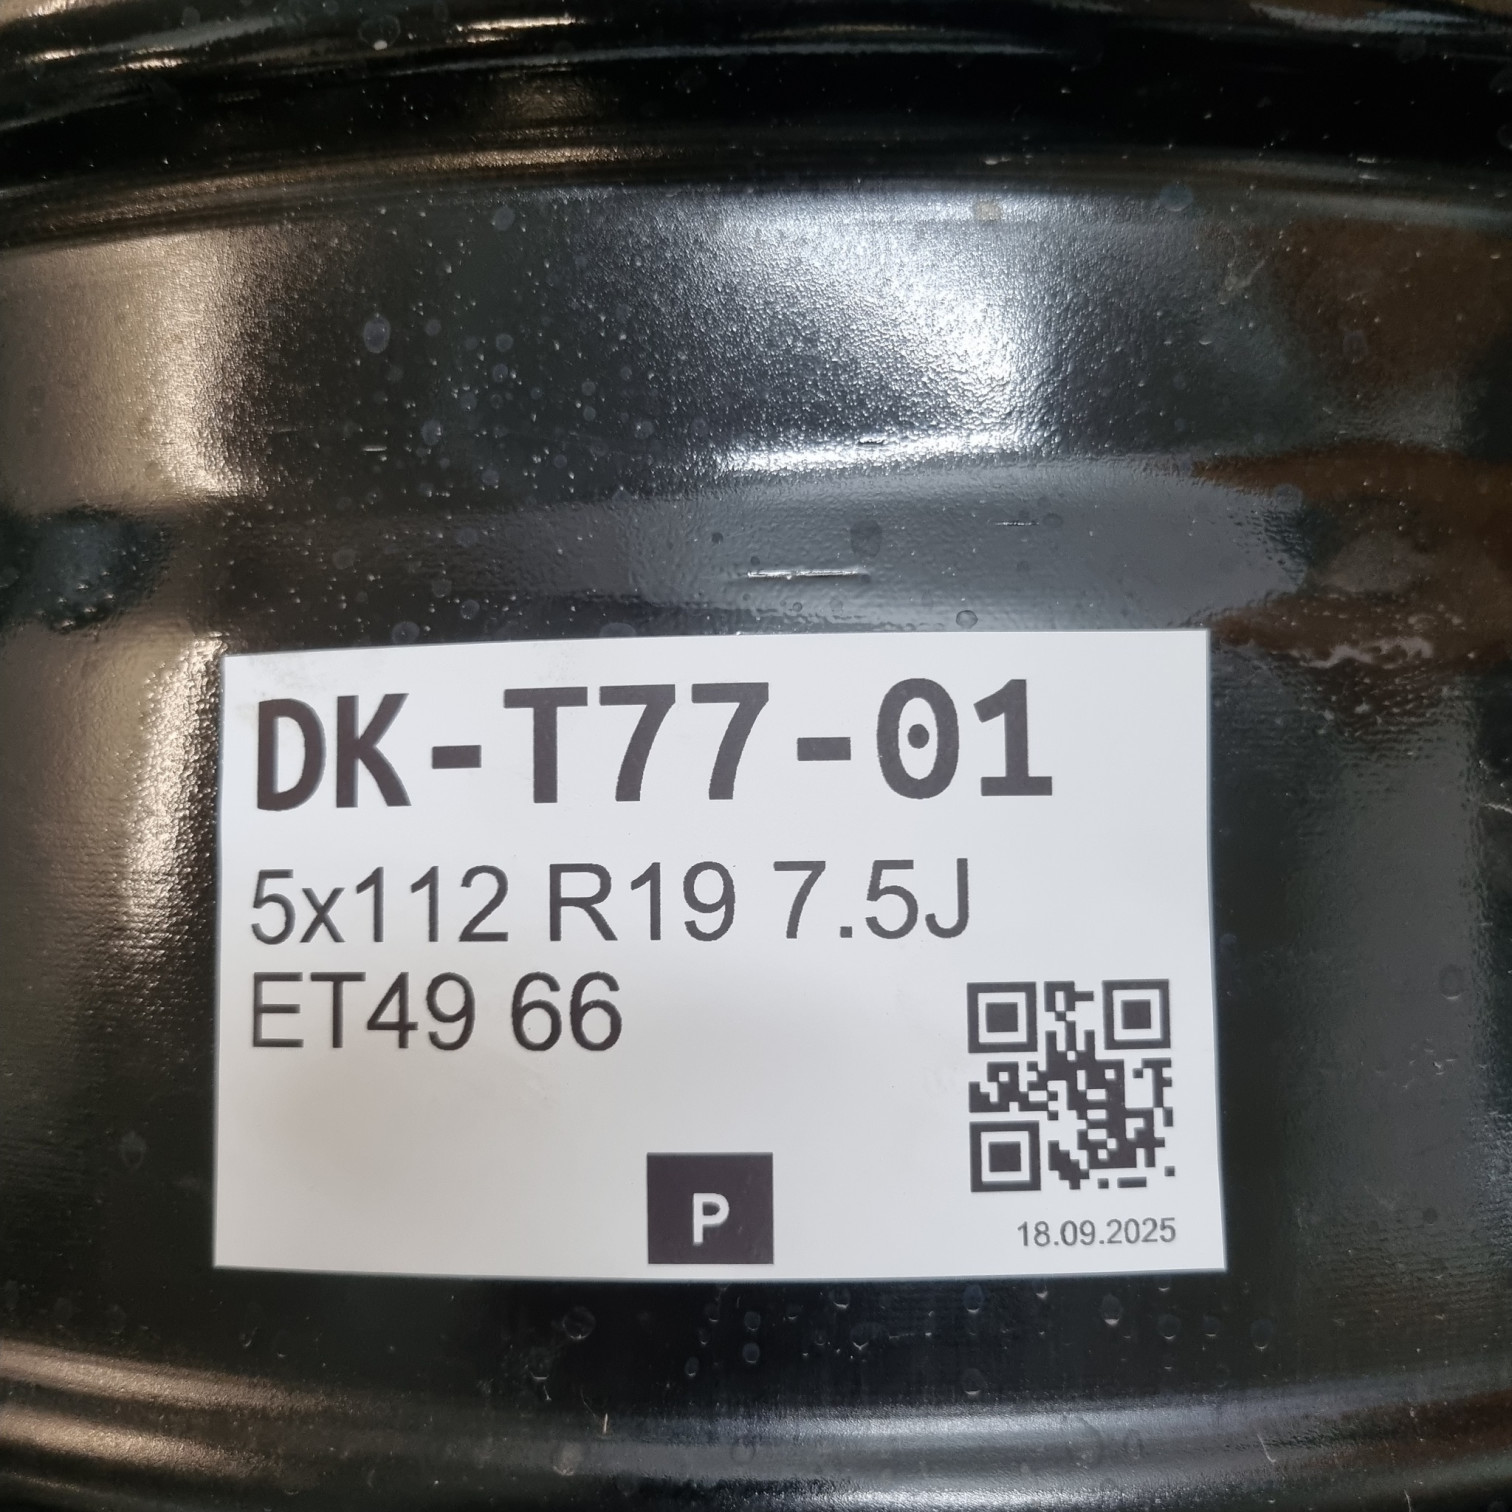 DK-T77-01
5x112 R19 7.5J
ET49 66
P
18.09.2025